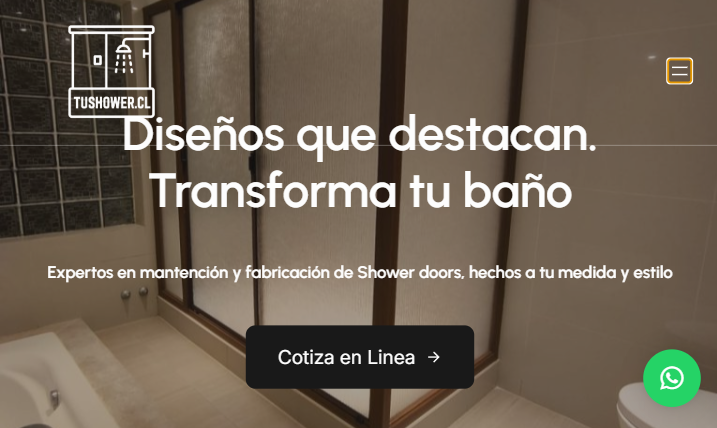 TUSHOWER.CL
Diseños que destacan.
Transforma tu baño
Expertos en mantención y fabricación de Shower doors, hechos a tu medida y estilo
Cotiza en Linea →